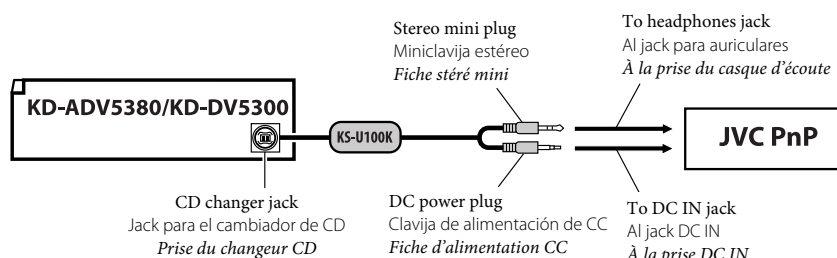 Stereo mini plug
Miniclavija estéreo
Fiche stéré mini
To headphones jack
Al jack para auriculares
À la prise du casque d'écoute
KD-ADV5380/KD-DV5300
KS-U100K
JVC PnP
CD changer jack
Jack para el cambiador de CD
Prise du changeur CD
DC power plug
Clavija de alimentación de CC
Fiche d'alimentation CC
To DC IN jack
Al jack DC IN
À la prise DC IN